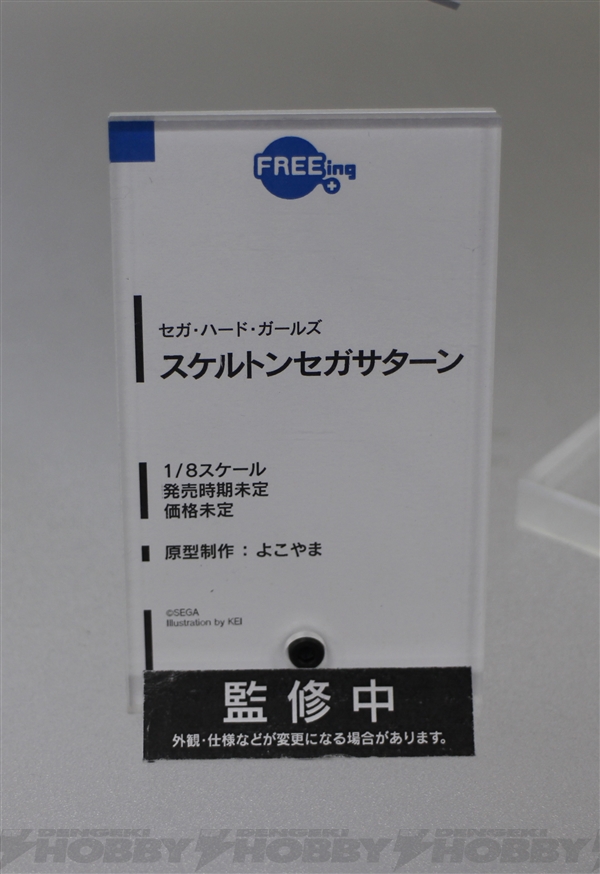 FREEing
セガ・ハード・ガールズ
スケルトンセガサターン
1/8スケール
発売時期未定
価格未定
原型制作：よこやま
©SEGA
Illustration by KEI
監修中
外観・仕様などが変更になる場合があります。
DENGEKI DENGEKI DENGEKI
HOBBY HOBBY HOBBY